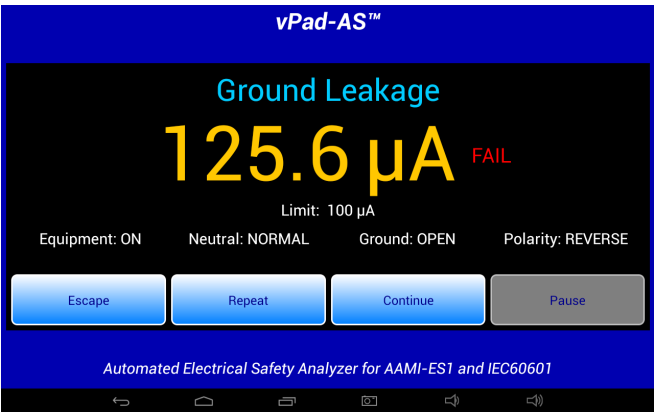 vPad-AS™
Ground Leakage
125.6 µA FAIL
Limit: 100 µA
Equipment: ON Neutral: NORMAL Ground: OPEN Polarity: REVERSE
Escape Repeat Continue Pause
Automated Electrical Safety Analyzer for AAMI-ES1 and IEC60601